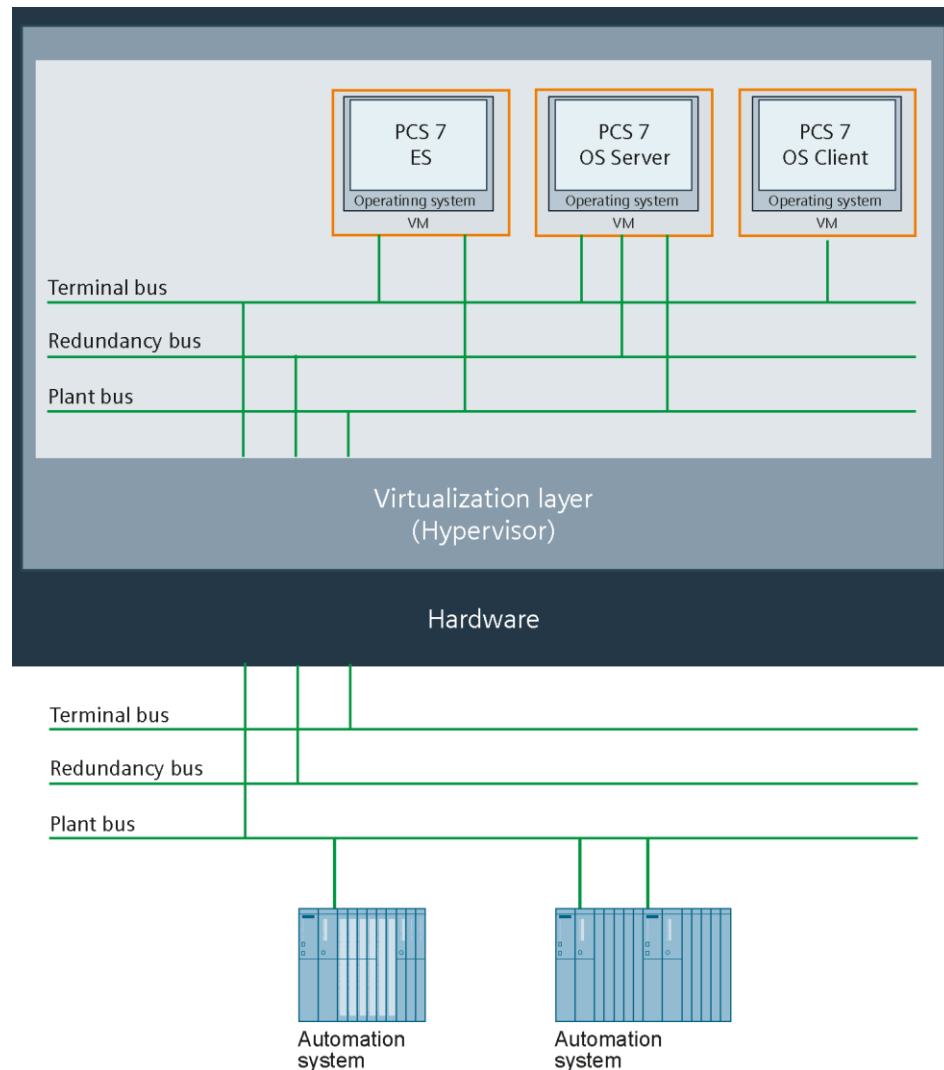 PCS 7
ES
Operatinng system
VM
PCS 7
OS Server
Operating system
VM
PCS 7
OS Client
Operating system
VM
Terminal bus
Redundancy bus
Plant bus
Virtualization layer
(Hypervisor)
Hardware
Terminal bus
Redundancy bus
Plant bus
Automation
system
Automation
system